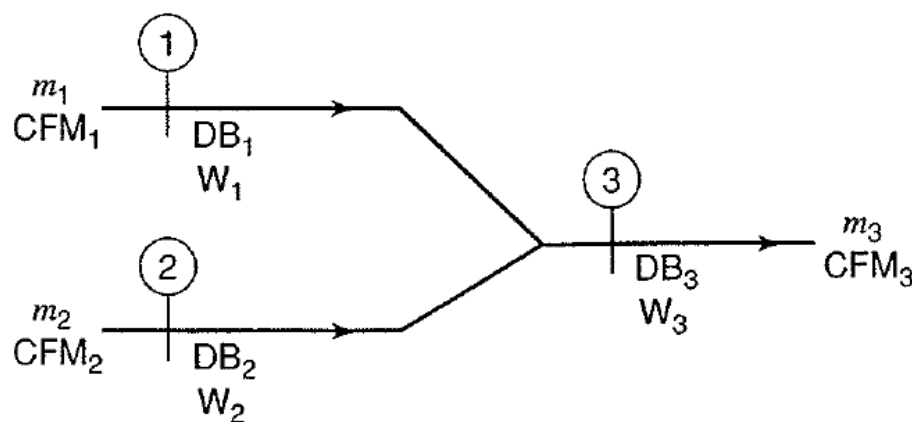 1
m₁
CFM₁
DB₁
W₁
2
m₂
CFM₂
DB₂
W₂
3
m₃
CFM₃
DB₃
W₃